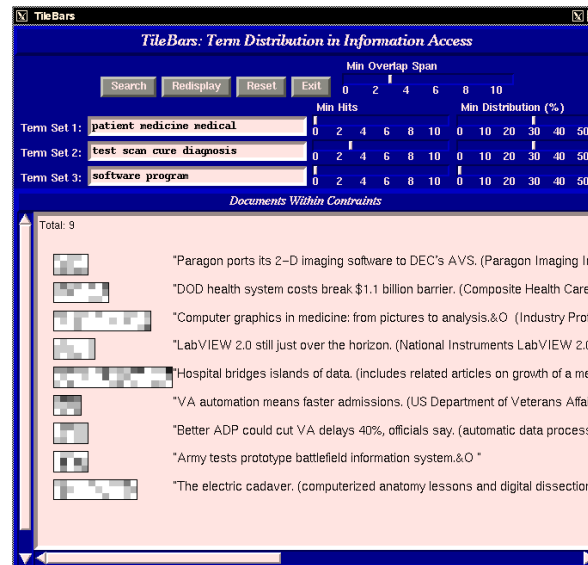 TileBars
TileBars: Term Distribution in Information Access
Min Overlap Span
Search Redisplay Reset Exit
0 2 4 6 8 10
Min Hits Min Distribution (%)
Term Set 1: patient medicine medical
0 2 4 6 8 10 0 10 20 30 40 50
Term Set 2: test scan cure diagnosis
0 2 4 6 8 10 0 10 20 30 40 50
Term Set 3: software program
0 2 4 6 8 10 0 10 20 30 40 50
Documents Within Contraints
Total: 9
"Paragon ports its 2-D imaging software to DEC's AVS. (Paragon Imaging
"DOD health system costs break $1.1 billion barrier. (Composite Health Care
"Computer graphics in medicine: from pictures to analysis.&O (Industry
"LabVIEW 2.0 still just over the horizon. (National Instruments LabVIEW 2.0
"Hospital bridges islands of data. (includes related articles on growth of a
"VA automation means faster admissions. (US Department of Veterans
"Better ADP could cut VA delays 40%, officials say. (automatic data
"Army tests prototype battlefield information system.&O "
"The electric cadaver. (computerized anatomy lessons and digital dissection